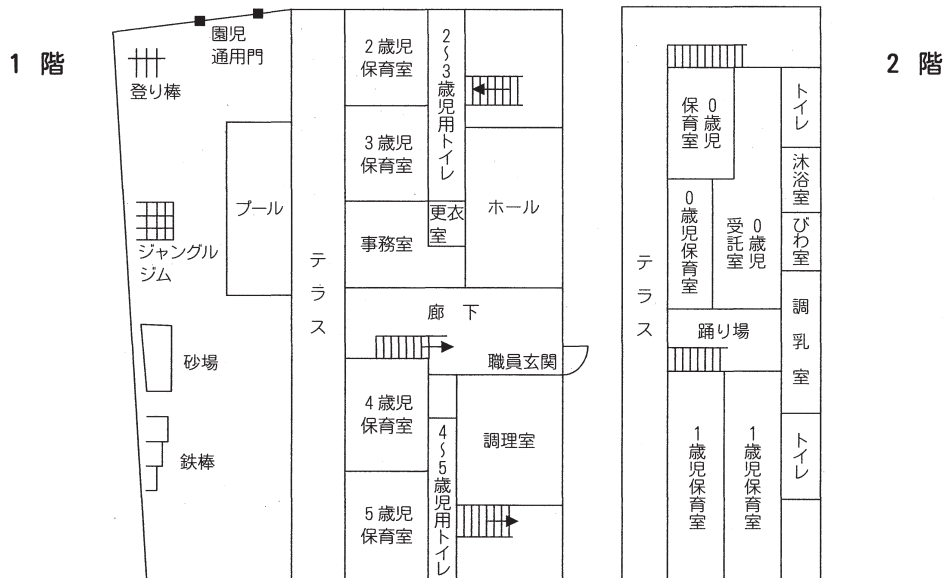 1 階
園児
通用門
登り棒
プール
ジャングル
ジム
砂場
鉄棒
テラス
2歳児
保育室
2~3歳児用トイレ
3歳児
保育室
更衣
室
ホール
事務室
廊 下
職員玄関
4歳児
保育室
調理室
4~5歳児用トイレ
5歳児
保育室
2 階
テラス
0歳児
保育室
トイレ
沐浴室
0歳児保育室
0歳児
受託室
びわ室
調乳室
踊り場
1歳児保育室
1歳児保育室
トイレ